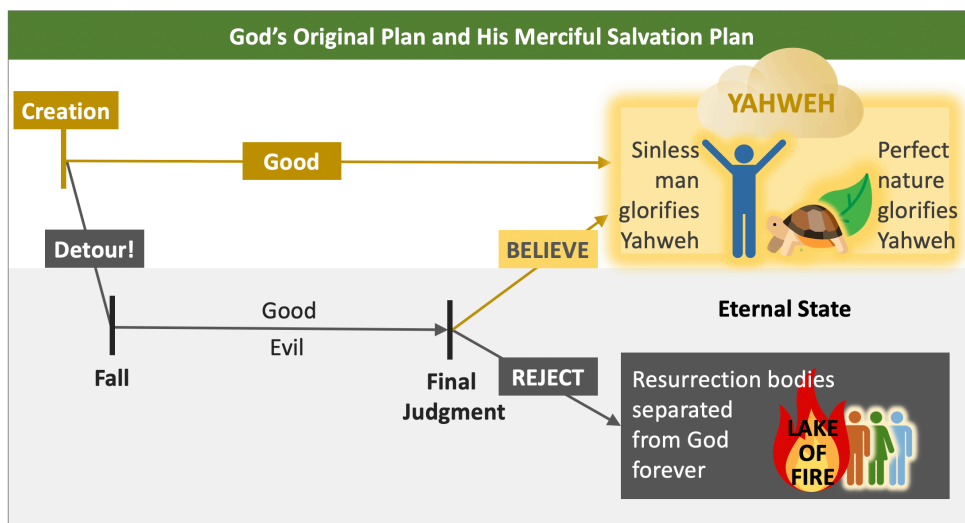 God’s Original Plan and His Merciful Salvation Plan
Creation
Good
YAHWEH
Sinless
man
glorifies
Yahweh
Perfect
nature
glorifies
Yahweh
Detour!
BELIEVE
Good
Evil
Fall
Final
Judgment
Eternal State
REJECT
Resurrection bodies
separated
from God
forever
LAKE
OF
FIRE